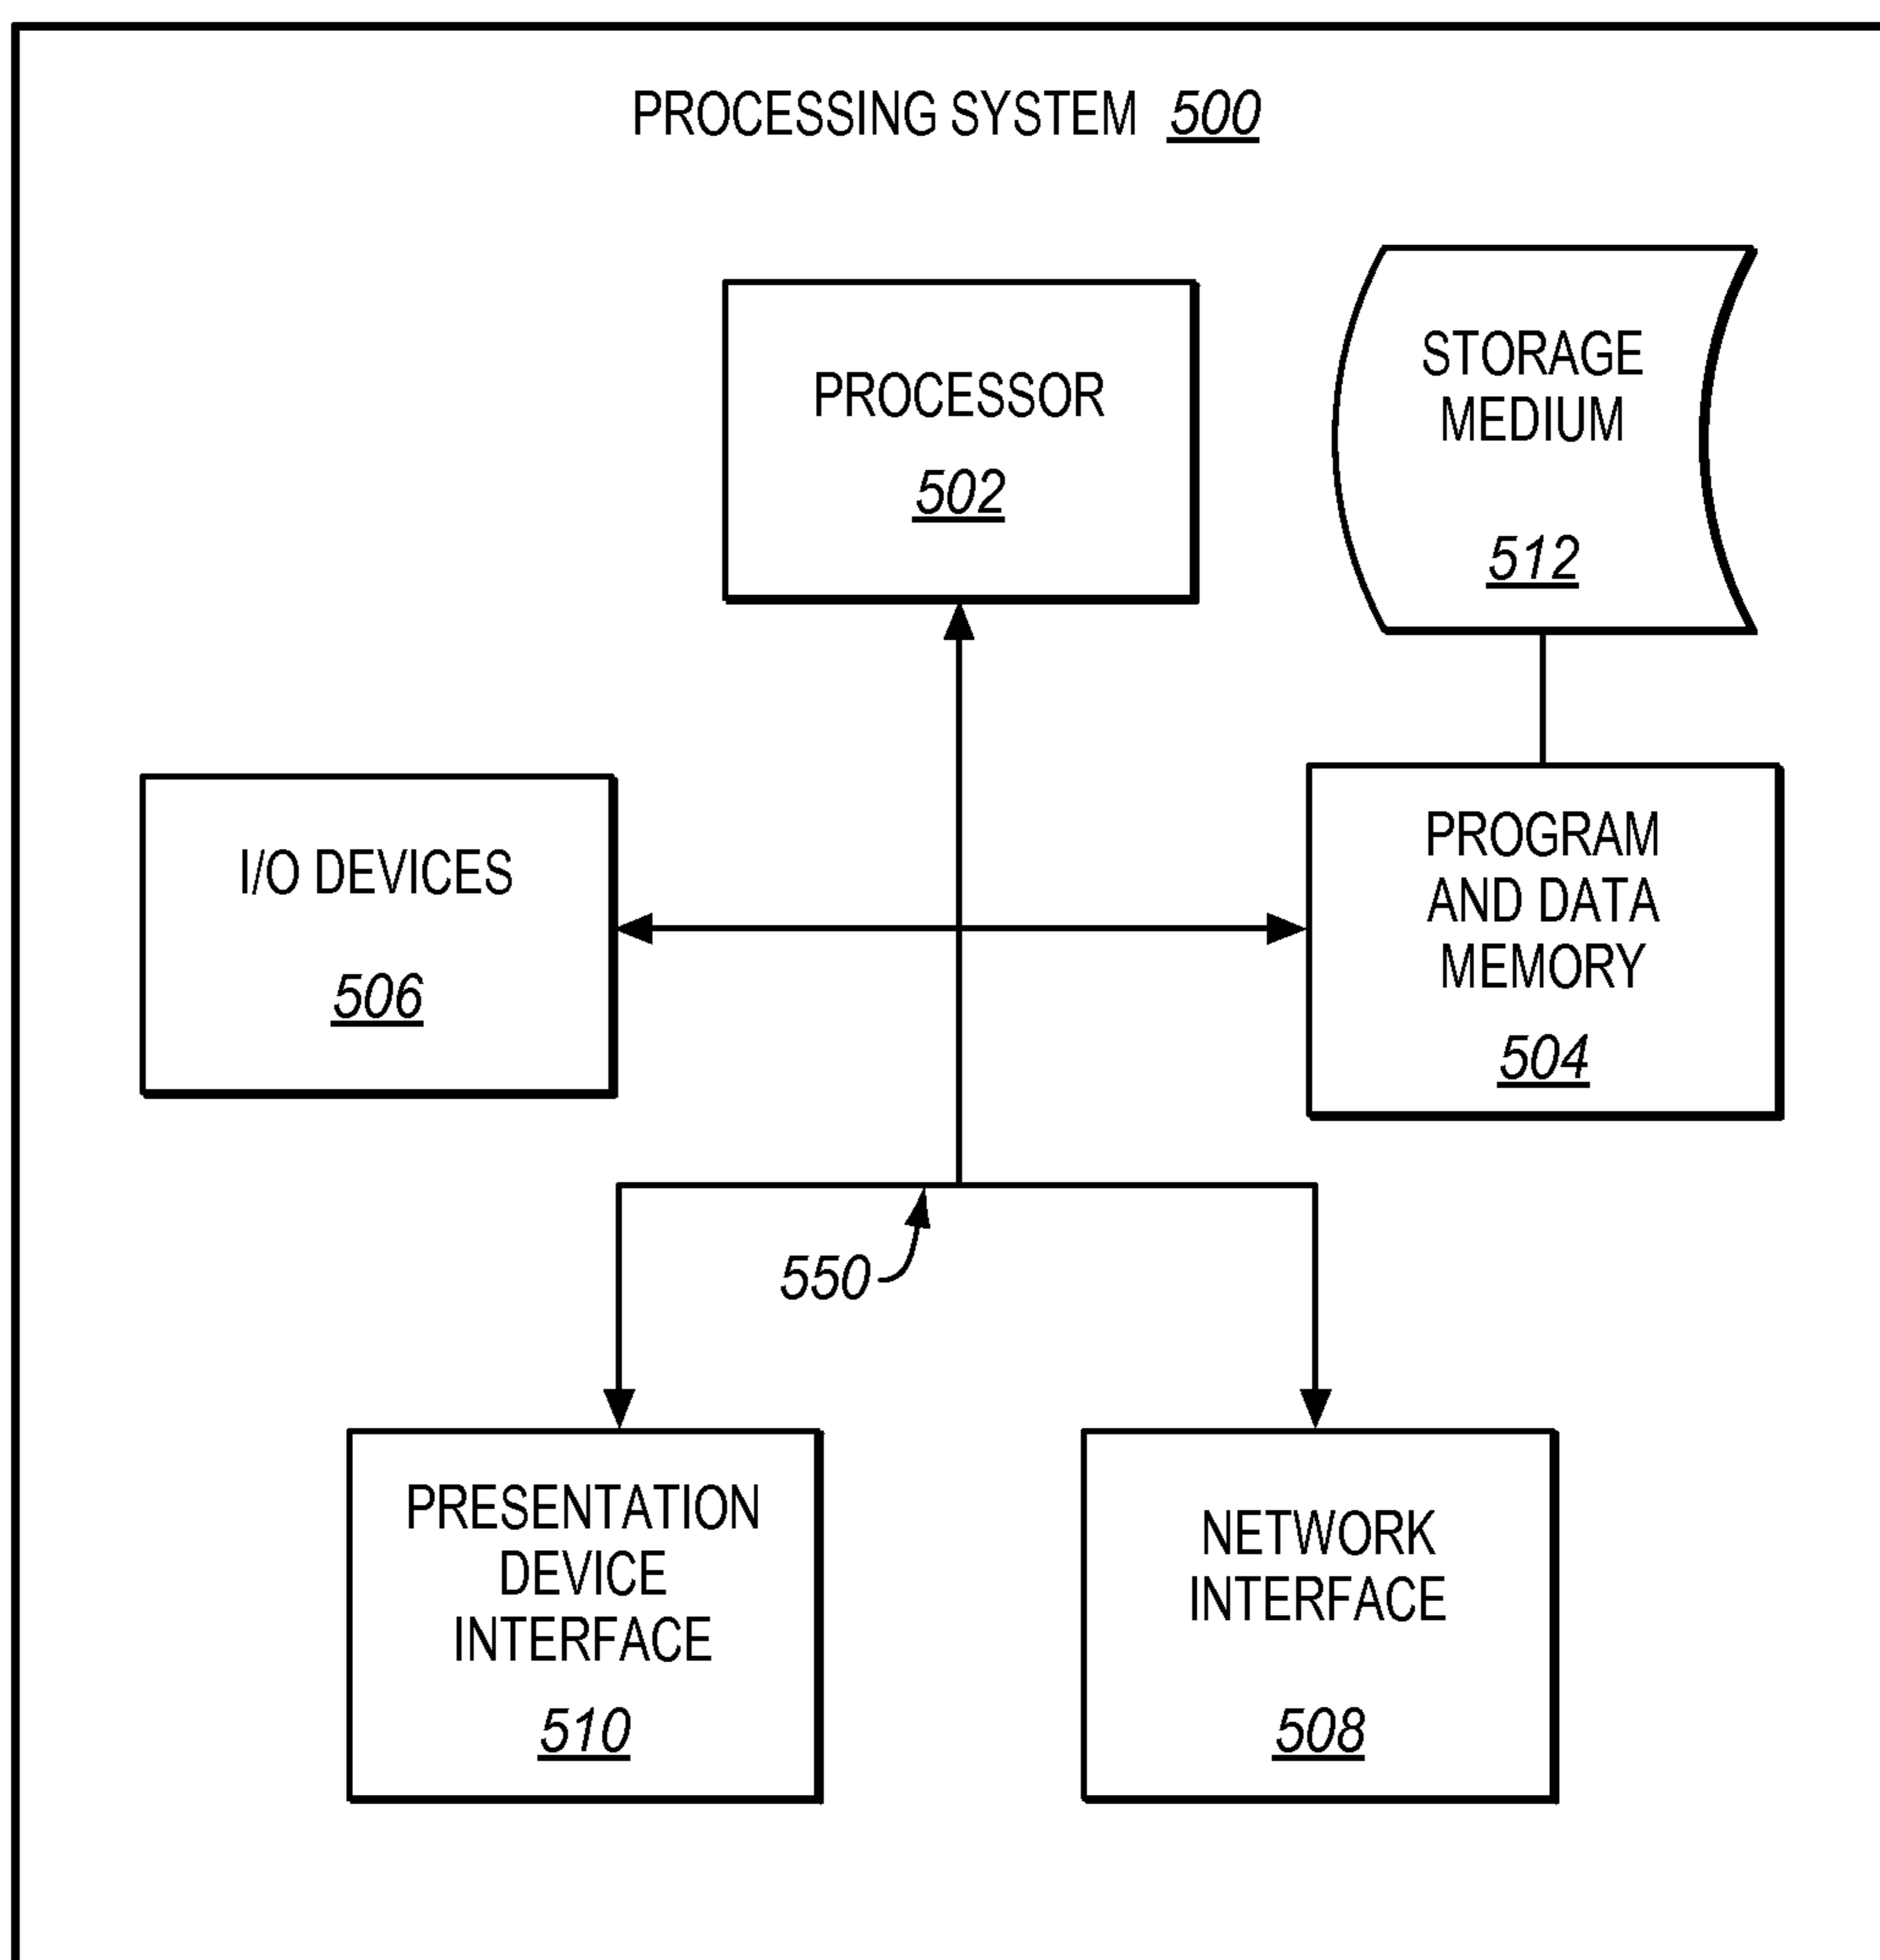 PROCESSING SYSTEM 500
PROCESSOR
502
STORAGE
MEDIUM
512
I/O DEVICES
506
PROGRAM
AND DATA
MEMORY
504
550
PRESENTATION
DEVICE
INTERFACE
510
NETWORK
INTERFACE
508